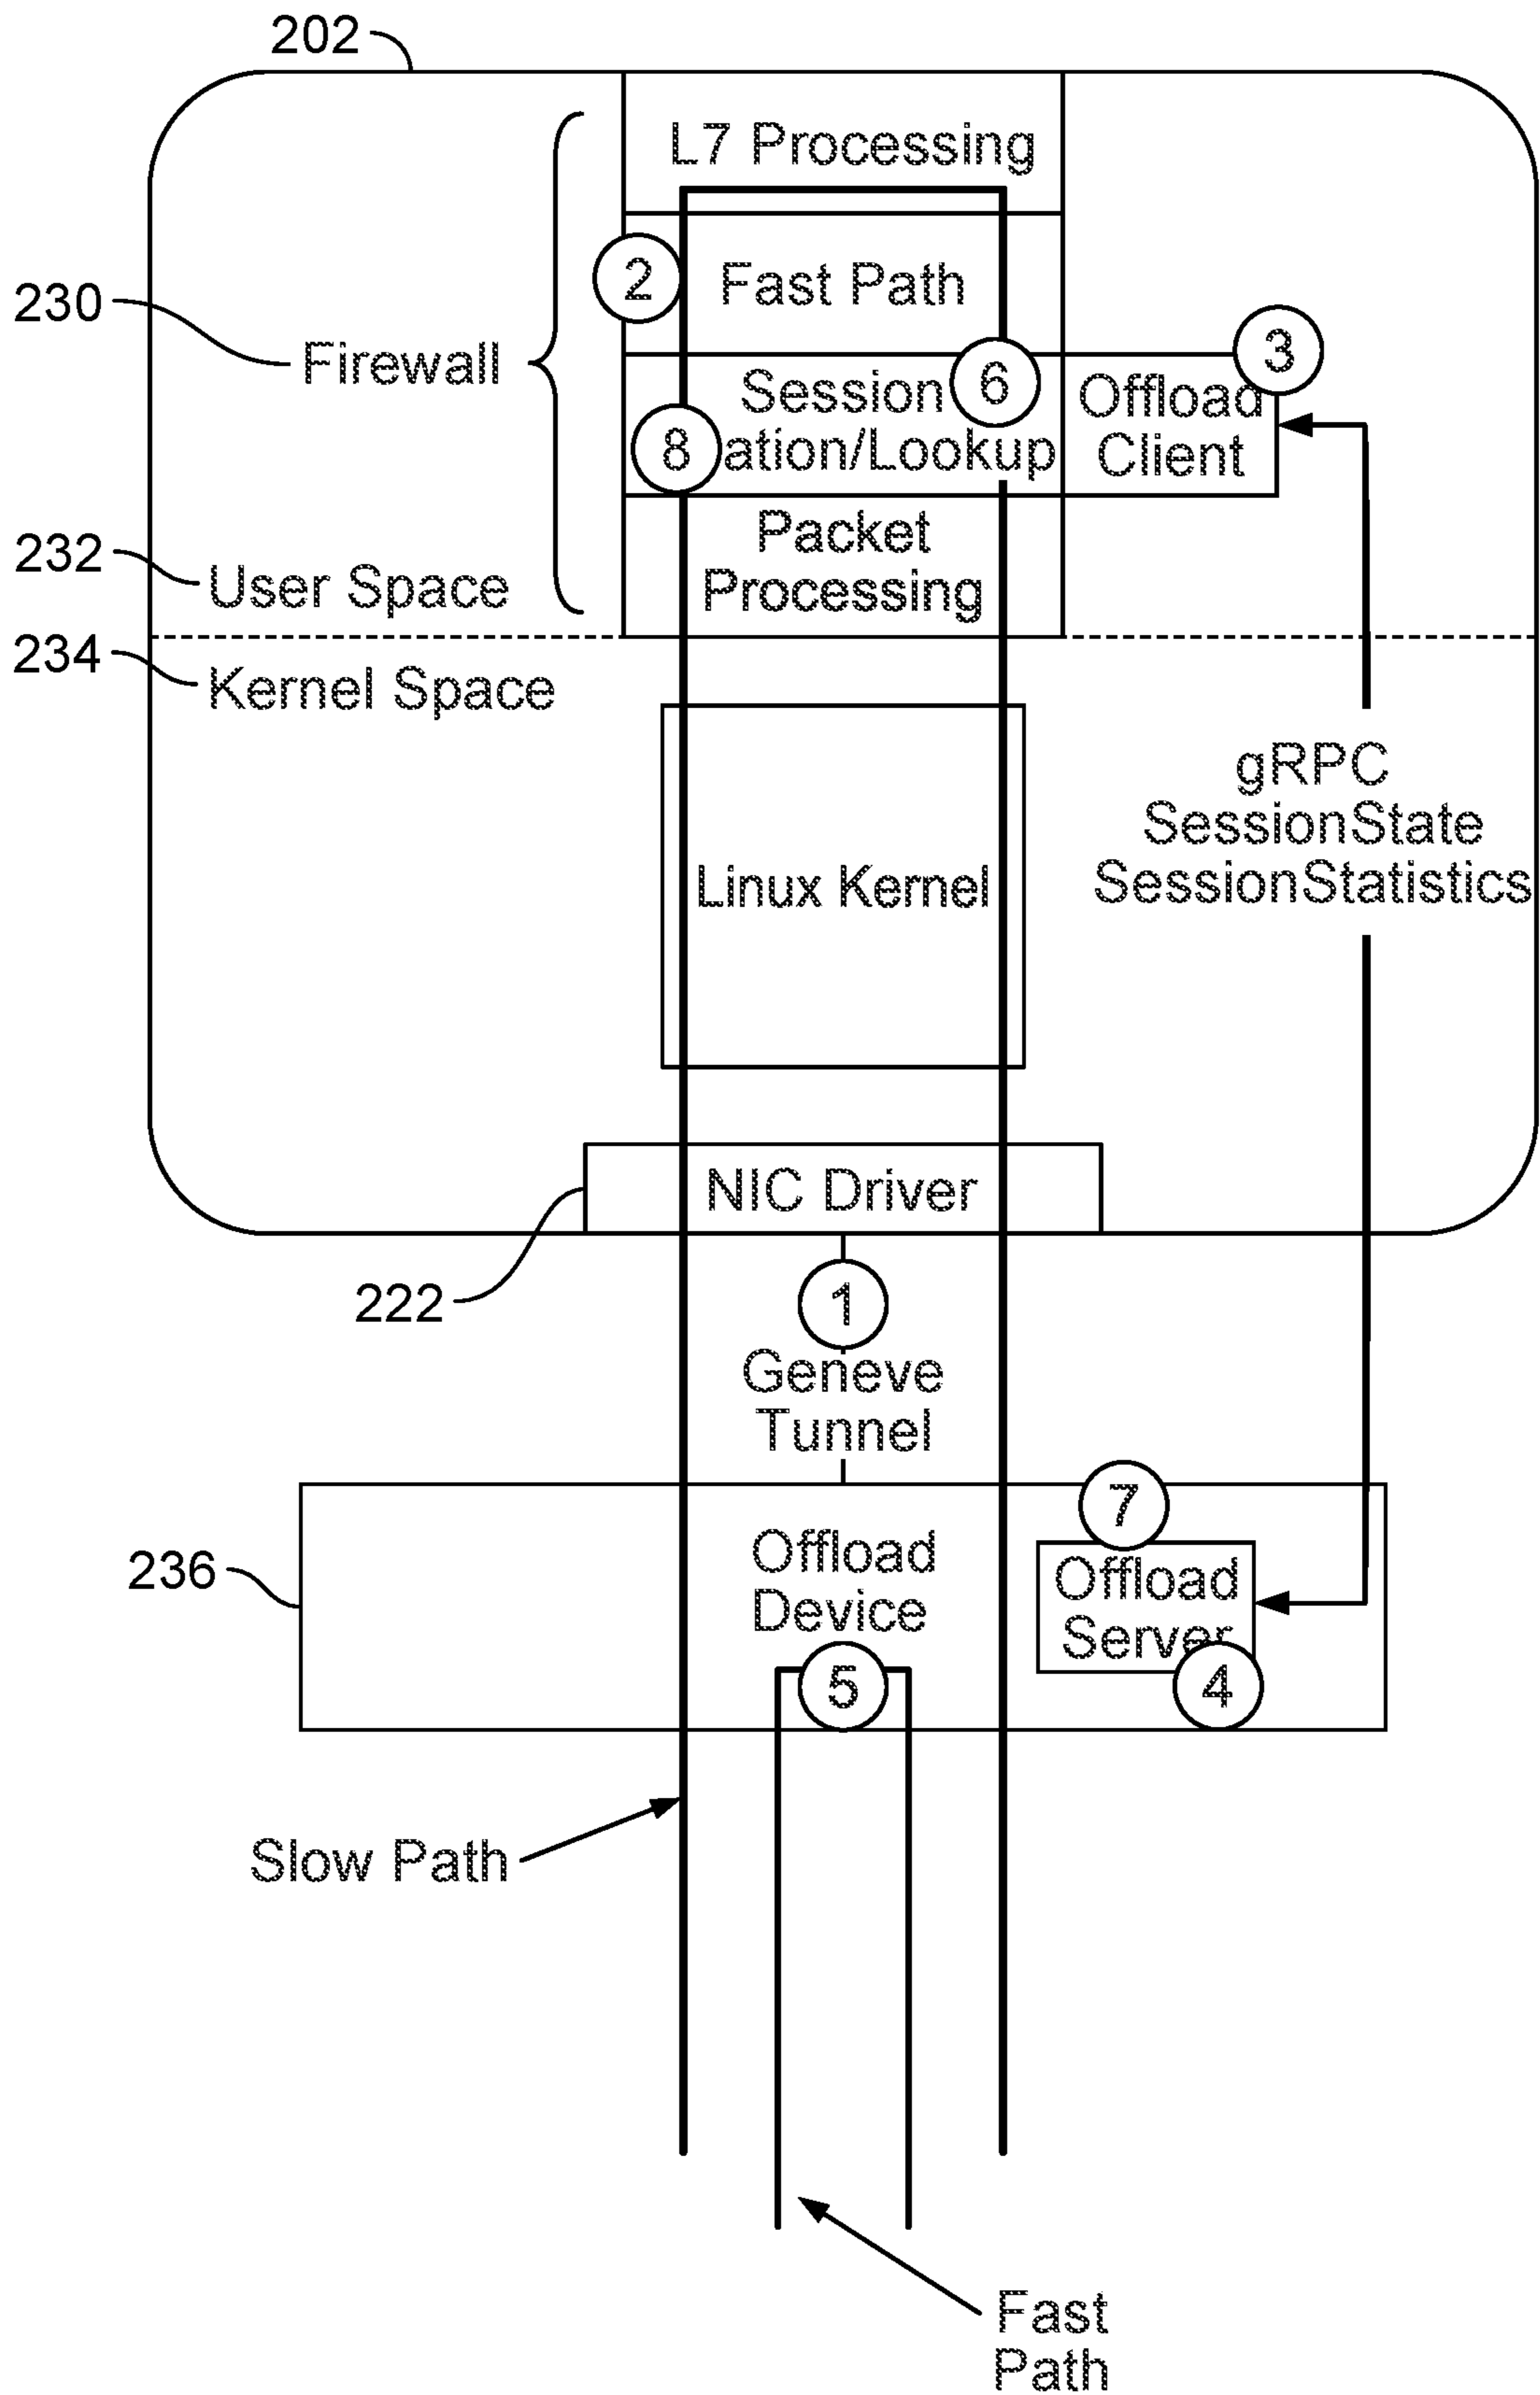 202
L7 Processing
2
Fast Path
230
Firewall
3
Session
6
Offload
8
ation/Lookup
Client
Packet
Processing
232
User Space
234
Kernel Space
gRPC
SessionState
SessionStatistics
Linux Kernel
NIC Driver
222
1
Geneve
Tunnel
7
236
Offload
Device
Offload
Server
5
4
Slow Path
Fast
Path